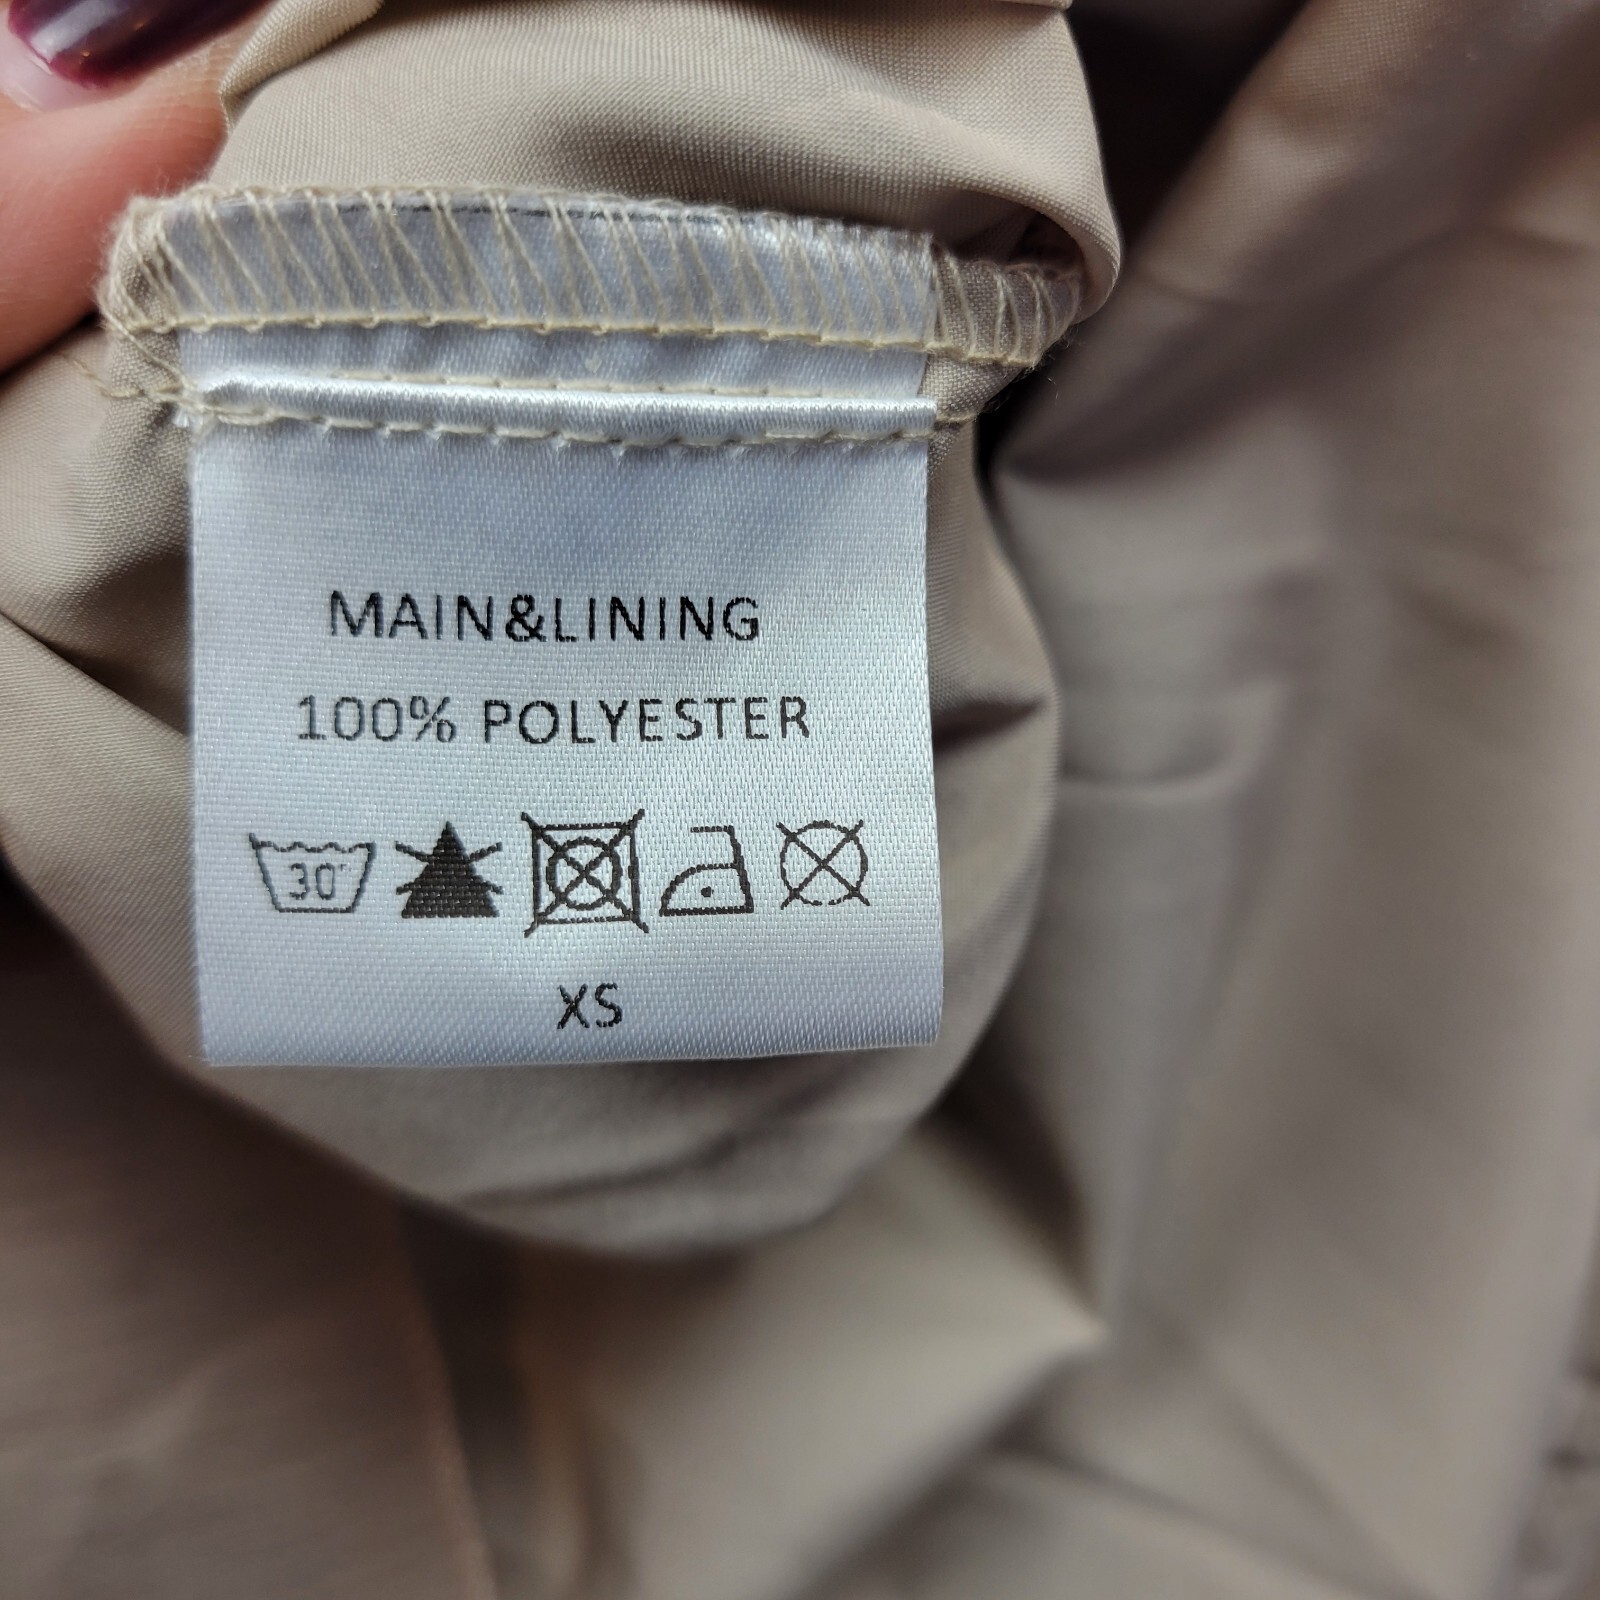 MAIN&LINING
100% POLYESTER
30°
XS